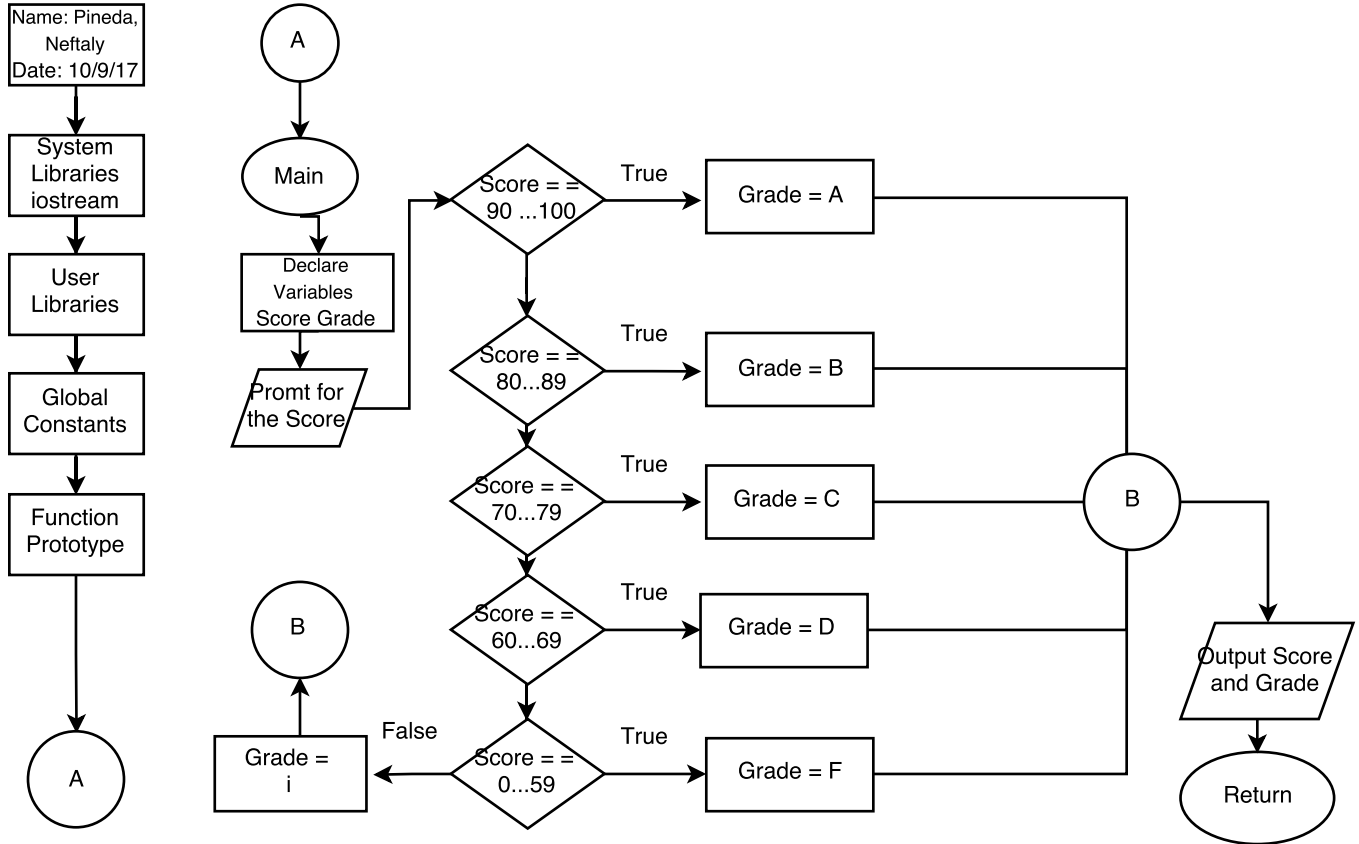 Name: Pineda,
Neftaly
Date: 10/9/17
System
Libraries
iostream
User
Libraries
Global
Constants
Function
Prototype
A
A
Main
Declare
Variables
Score Grade
Promt for
the Score
Score = =
90 ...100
True
Grade = A
Score = =
80...89
True
Grade = B
Score = =
70...79
True
Grade = C
Score = =
60...69
True
Grade = D
Score = =
0...59
True
Grade = F
False
Grade =
i
B
B
Output Score
and Grade
Return